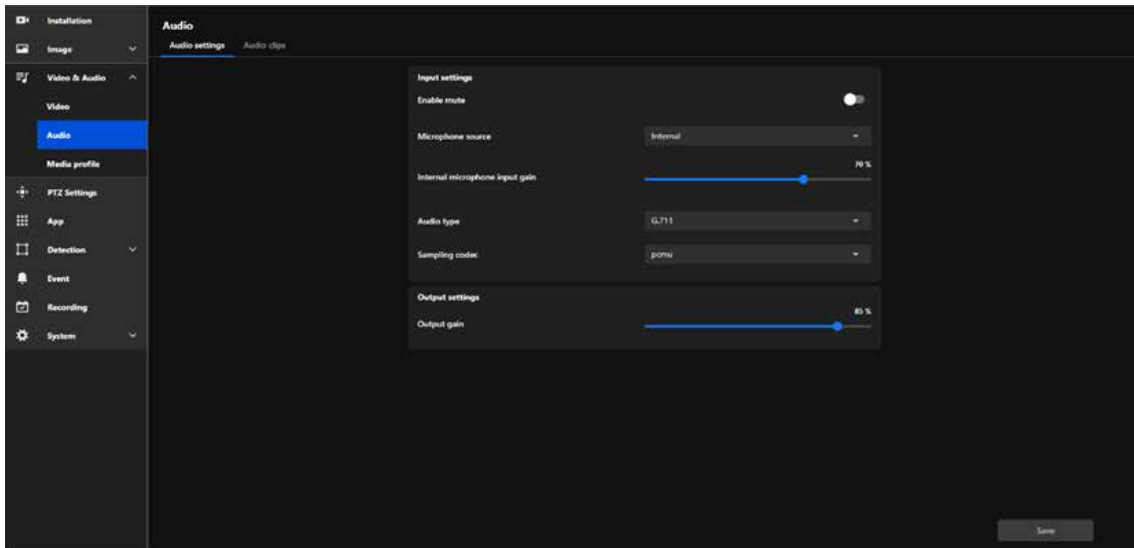 Installation
Image
Video & Audio
Video
Audio
Media profile
PTZ Settings
App
Detection
Event
Recording
System
Audio
Audio settings Audio clips
Input settings
Enable mute
Microphone source Internal
70 %
Internal microphone input gain
Audio type G.711
Sampling codec pcmu
Output settings
85 %
Output gain
Save